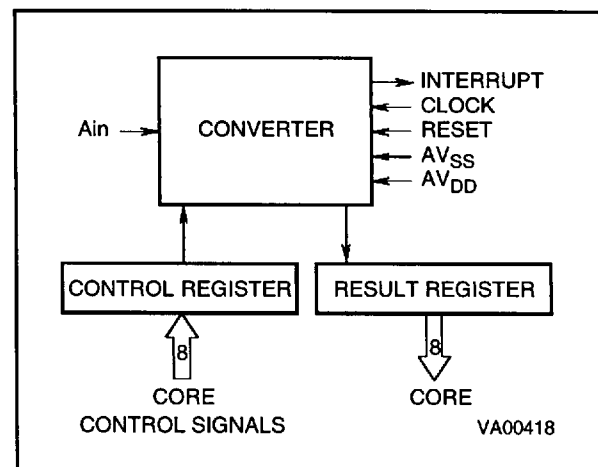 INTERRUPT
CLOCK
Ain
CONVERTER
RESET
AVSS
AVDD
CONTROL REGISTER
RESULT REGISTER
8
8
CORE
CONTROL SIGNALS
CORE
VA00418